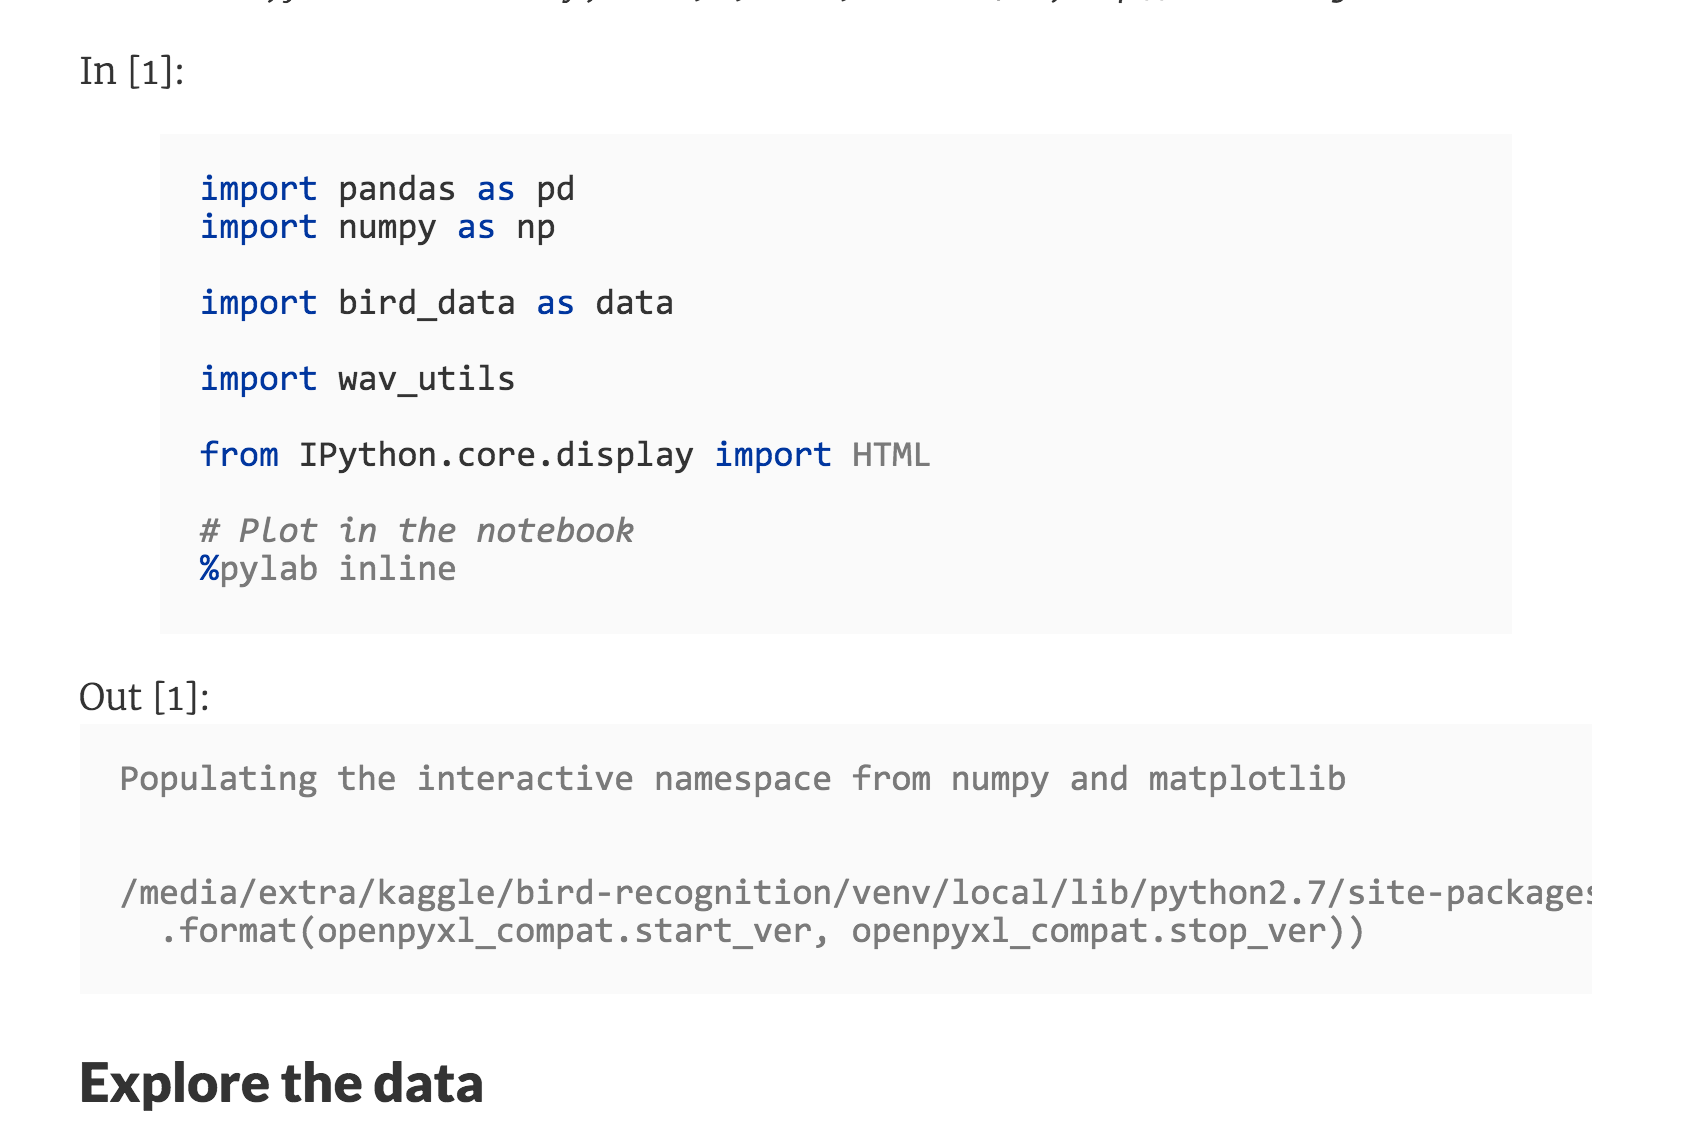 In [1]:
import pandas as pd
import numpy as np
import bird_data as data
import wav_utils
from IPython.core.display import HTML
# Plot in the notebook
%pylab inline
Out [1]:
Populating the interactive namespace from numpy and matplotlib
/media/extra/kaggle/bird-recognition/venv/local/lib/python2.7/site-packages
.format(openpyxl_compat.start_ver, openpyxl_compat.stop_ver))
Explore the data